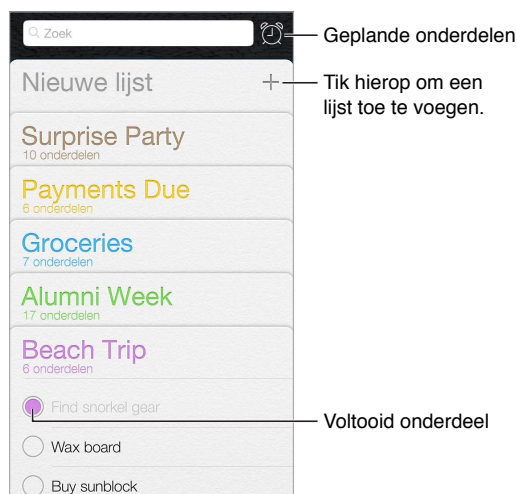 Zoek
Geplande onderdelen
Nieuwe lijst
Tik hierop om een
lijst toe te voegen.
Surprise Party
10 onderdelen
Payments Due
6 onderdelen
Groceries
7 onderdelen
Alumni Week
17 onderdelen
Beach Trip
6 onderdelen
Find snorkel gear
Voltooid onderdeel
Wax board
Buy sunblock